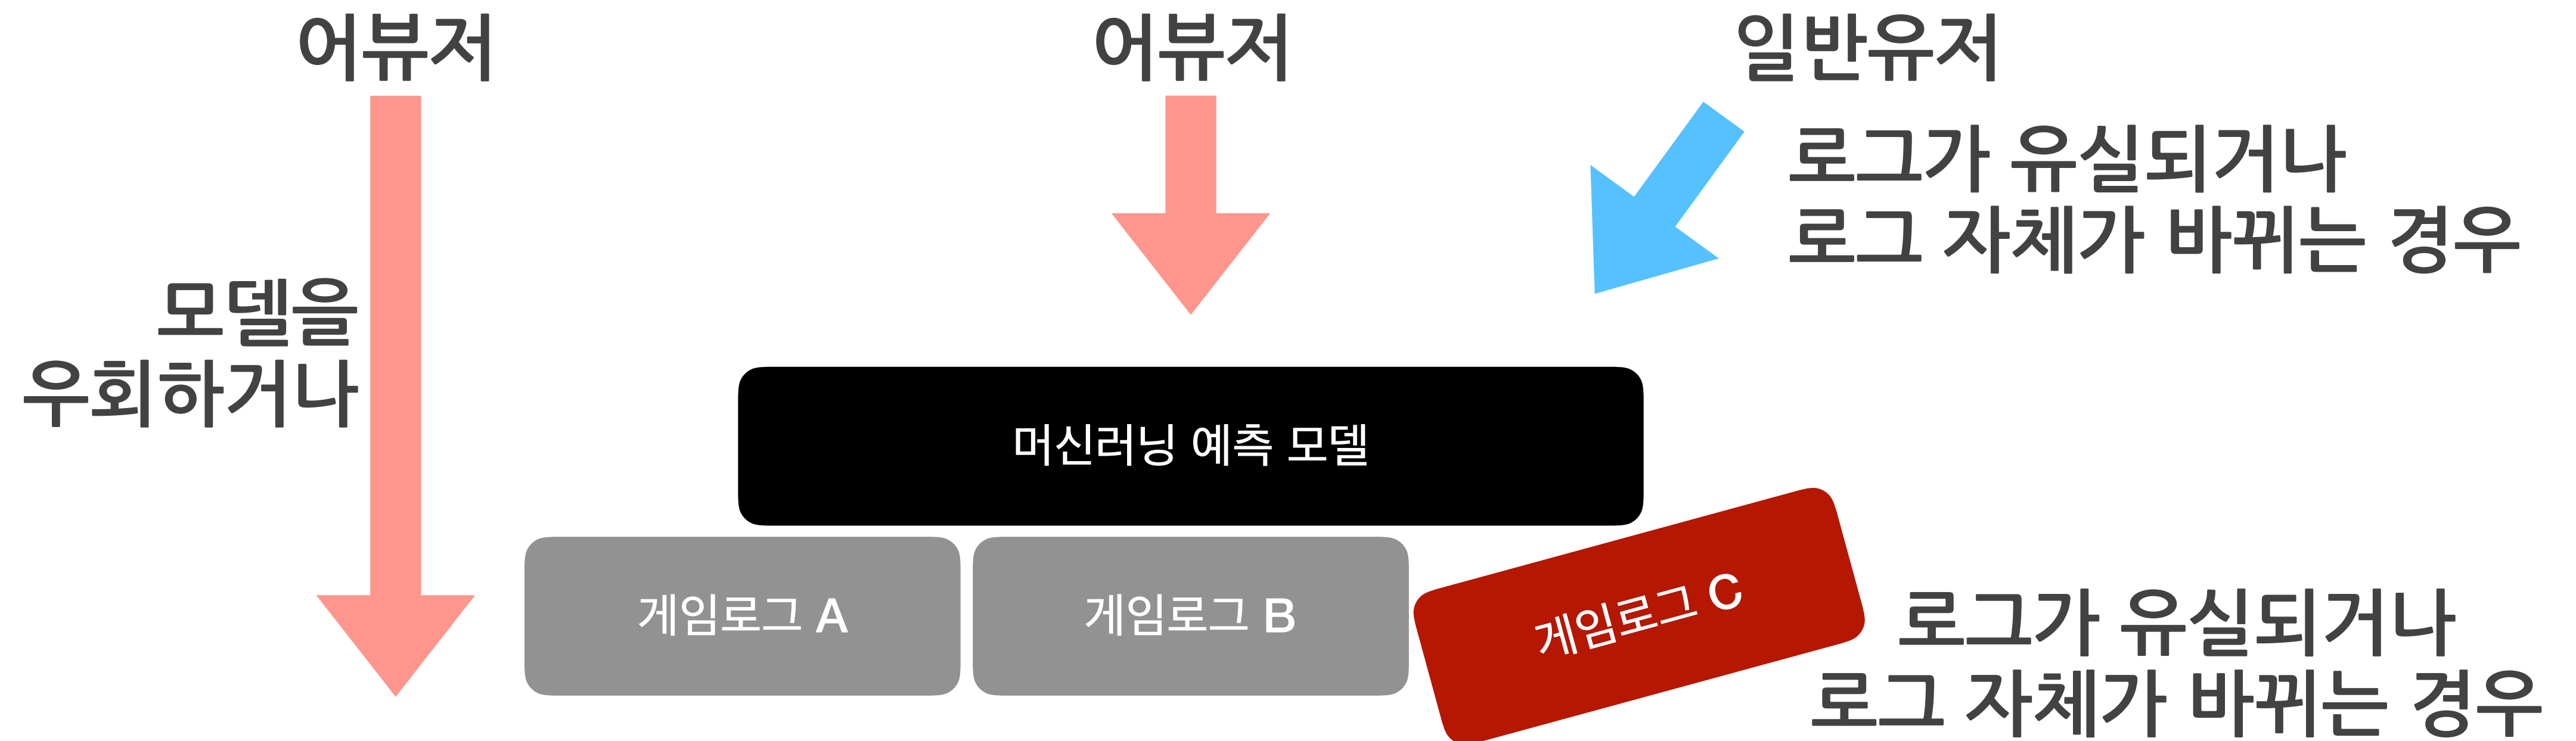 어뷰저
어뷰저
일반유저
로그가 유실되거나
로그 자체가 바뀌는 경우
모델을
우회하거나
머신러닝 예측 모델
게임로그 A
게임로그 B
게임로그 C
로그가 유실되거나
로그 자체가 바뀌는 경우